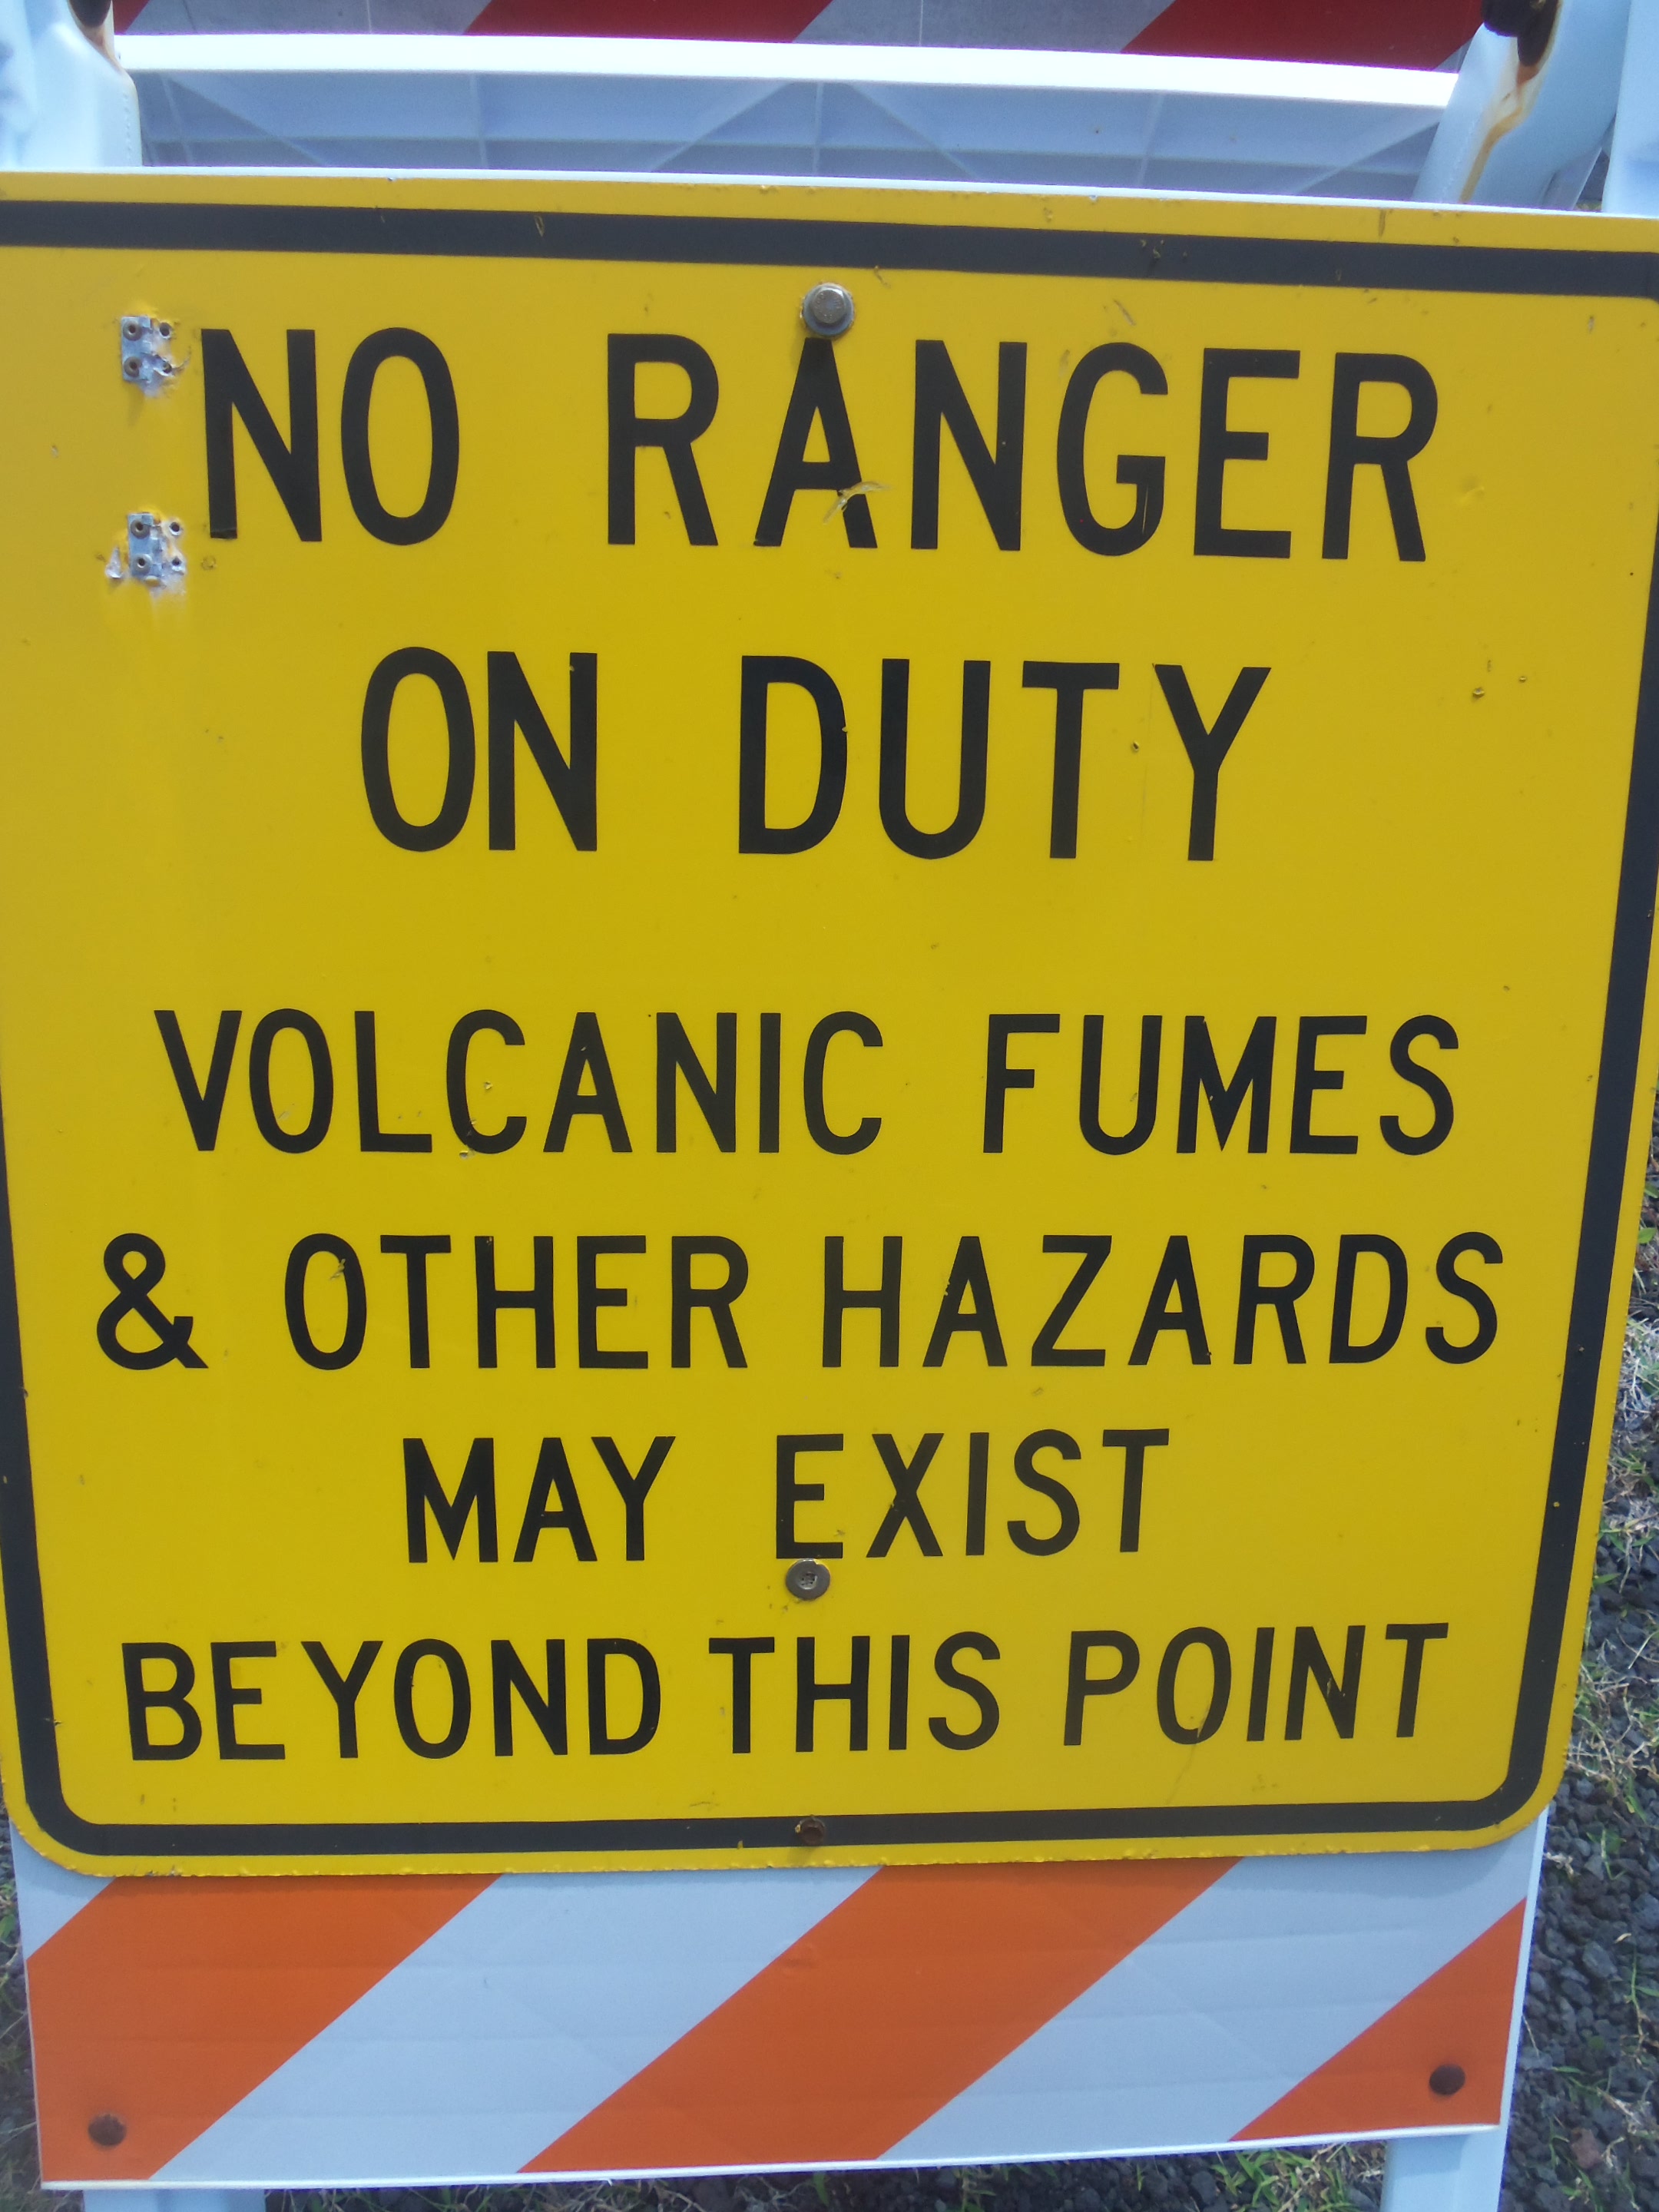 NO RANGER
ON DUTY
VOLCANIC FUMES
& OTHER HAZARDS
MAY EXIST
BEYOND THIS POINT